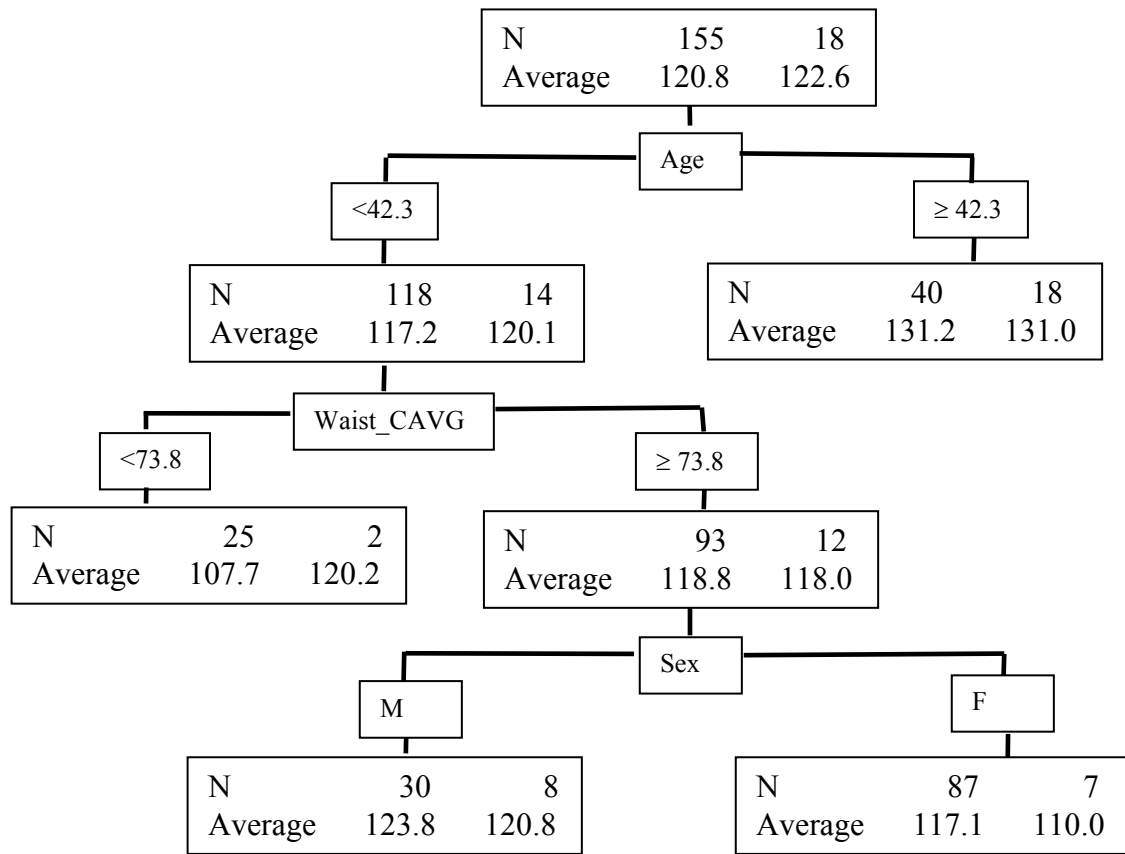 N 155 18
Average 120.8 122.6
Age
<42.3
≥ 42.3
N 118 14
Average 117.2 120.1
N 40 18
Average 131.2 131.0
Waist_CAVG
<73.8
≥ 73.8
N 25 2
Average 107.7 120.2
N 93 12
Average 118.8 118.0
Sex
M
F
N 30 8
Average 123.8 120.8
N 87 7
Average 117.1 110.0